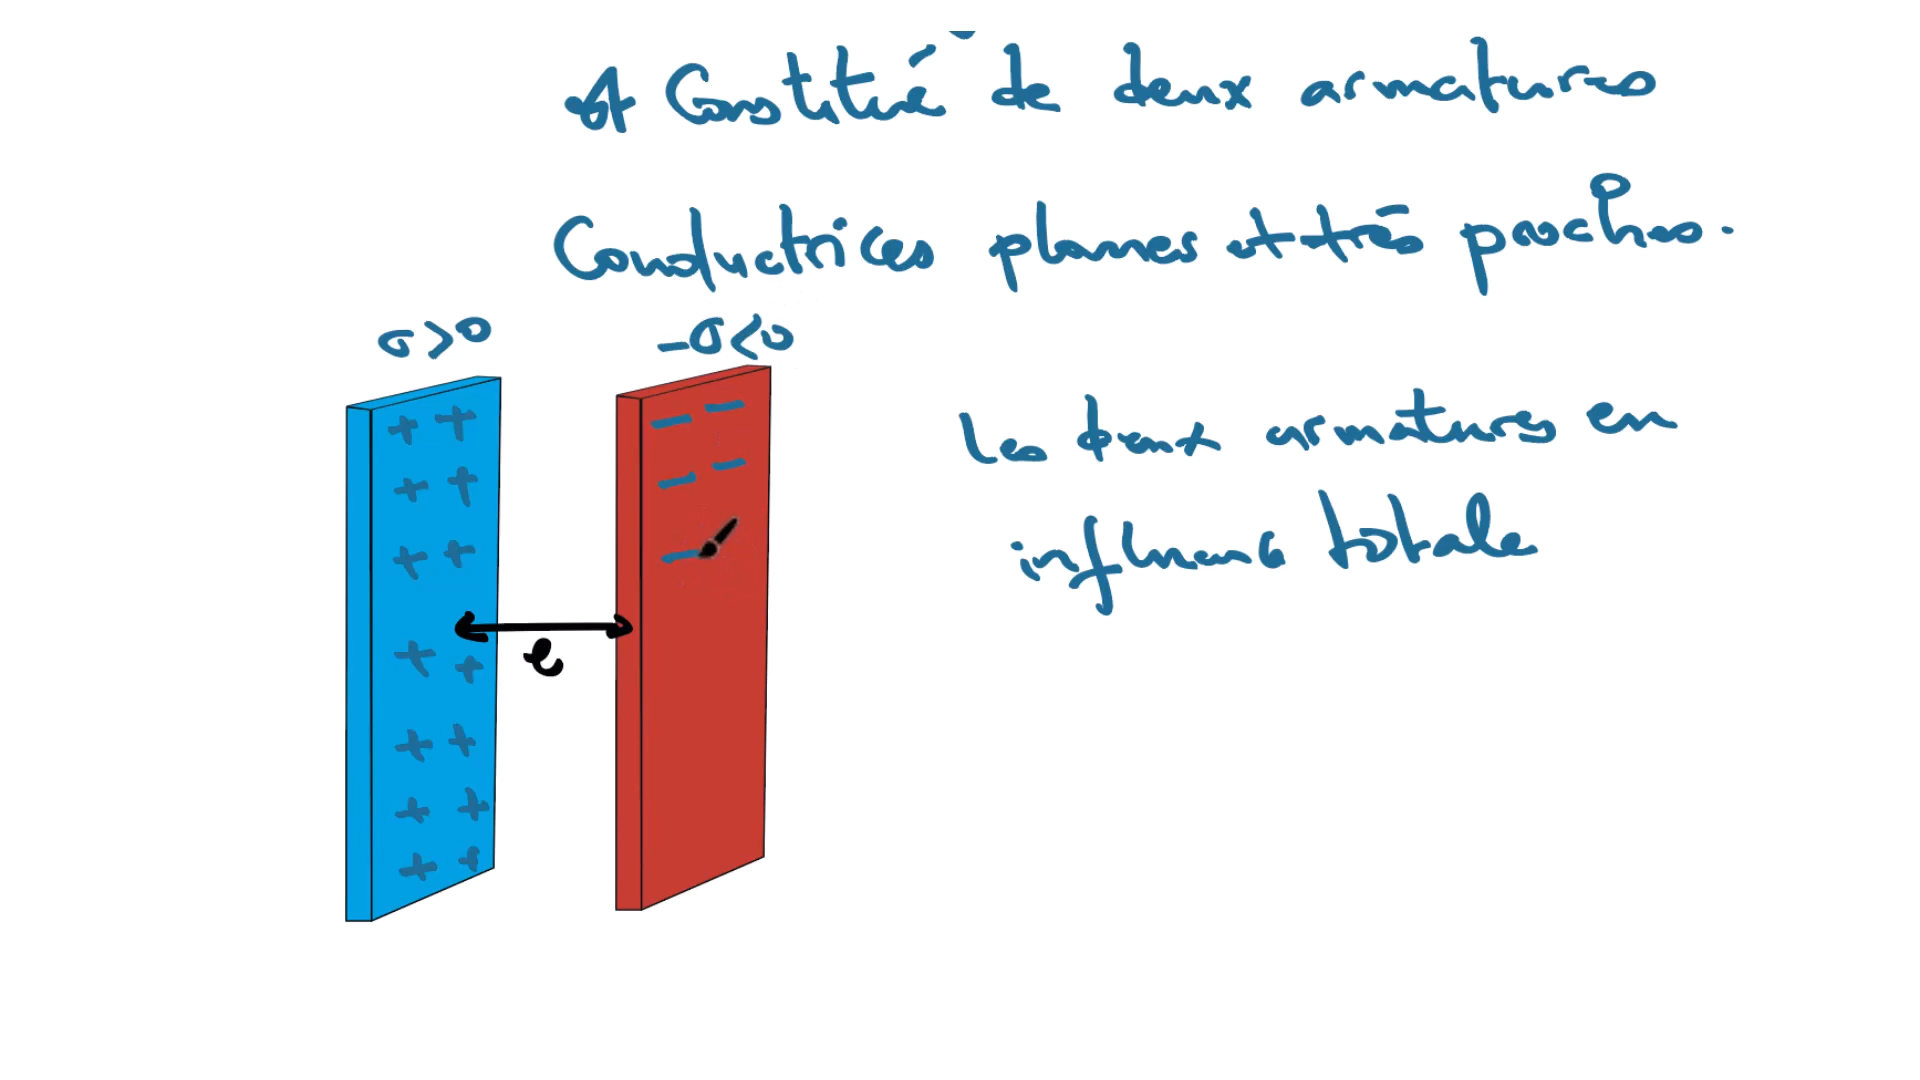 * Constitué de deux armatures
Conductrices planes et très proches.
σ>0
-σ<0
+ +
+ +
+ +
+ +
+ +
+ +
+ +
— —
— —
—
Les deux armatures en
influence totale
e